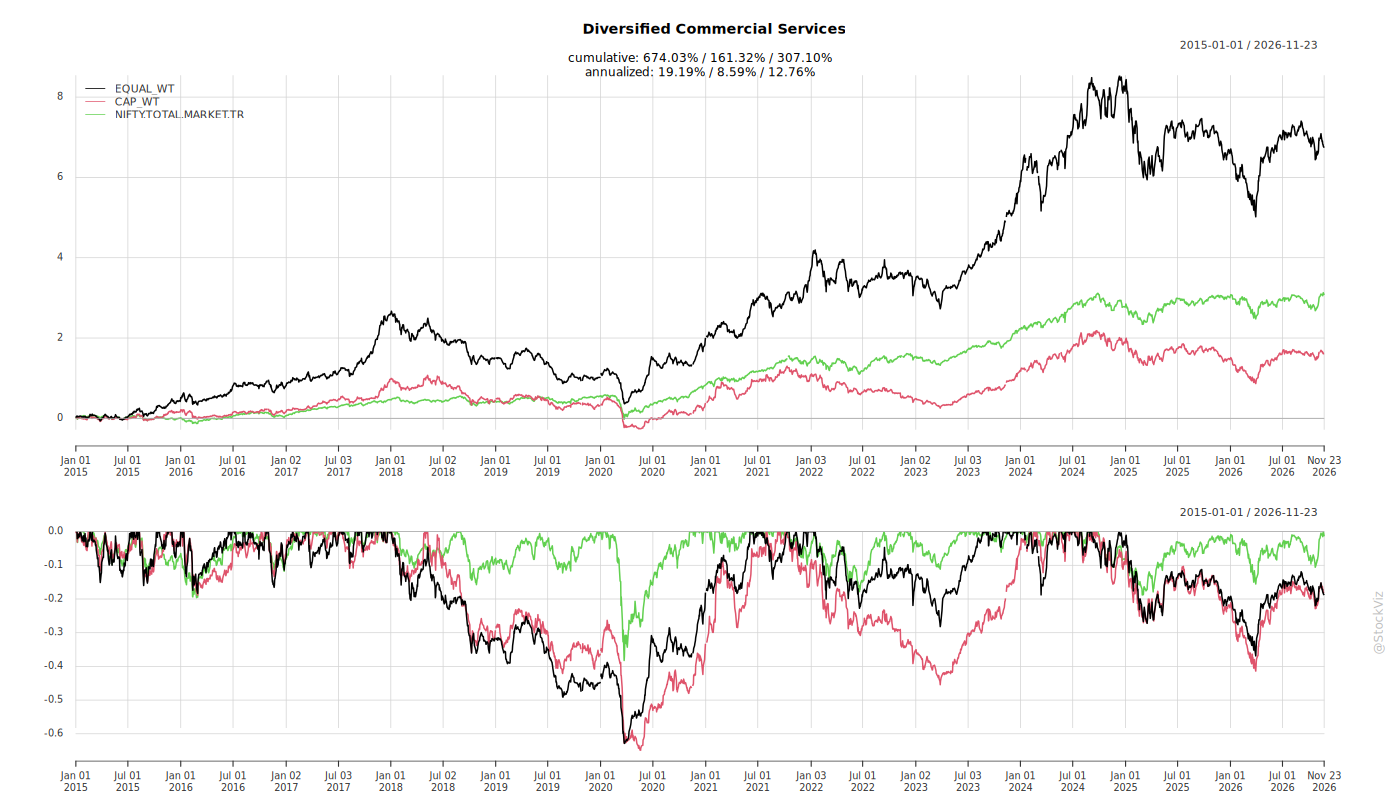 Diversified Commercial Services
2015-01-01 / 2026-11-23
cumulative: 674.03% / 161.32% / 307.10%
annualized: 19.19% / 8.59% / 12.76%
EQUAL_WT
CAP_WT
NIFTY.TOTAL.MARKET.TR
8
6
4
2
0
Jan 01 Jul 01 Jan 01 Jul 01 Jan 02 Jul 03 Jan 01 Jul 02 Jan 01 Jul 01 Jan 01 Jul 01 Jan 01 Jul 01 Jan 03 Jul 01 Jan 02 Jul 03 Jan 01 Jul 01 Jan 01 Jul 01 Jan 01 Jul 01 Nov 23
2015 2015 2016 2016 2017 2017 2018 2018 2019 2019 2020 2020 2021 2021 2022 2022 2023 2023 2024 2024 2025 2025 2026 2026 2026
2015-01-01 / 2026-11-23
0.0
-0.1
-0.2
-0.3
-0.4
-0.5
-0.6
Jan 01 Jul 01 Jan 01 Jul 01 Jan 02 Jul 03 Jan 01 Jul 02 Jan 01 Jul 01 Jan 01 Jul 01 Jan 01 Jul 01 Jan 03 Jul 01 Jan 02 Jul 03 Jan 01 Jul 01 Jan 01 Jul 01 Jan 01 Jul 01 Nov 23
2015 2015 2016 2016 2017 2017 2018 2018 2019 2019 2020 2020 2021 2021 2022 2022 2023 2023 2024 2024 2025 2025 2026 2026 2026
@StockViz